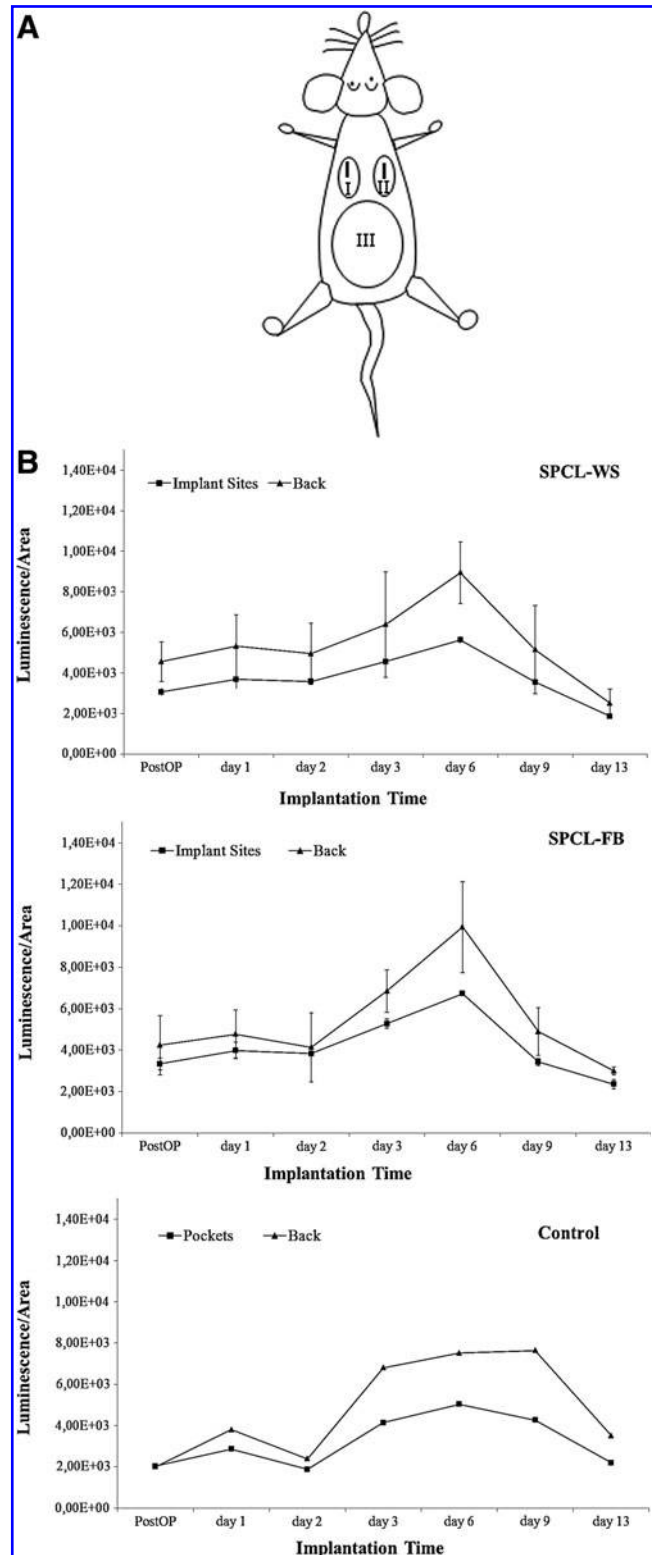 A
I
II
III
B
SPCL-WS
Implant Sites
Back
Luminescence/Area
1,40E+04
1,20E+04
1,00E+04
8,00E+03
6,00E+03
4,00E+03
2,00E+03
0,00E+00
PostOP day 1 day 2 day 3 day 6 day 9 day 13
Implantation Time
SPCL-FB
Implant Sites
Back
Luminescence/Area
1,40E+04
1,20E+04
1,00E+04
8,00E+03
6,00E+03
4,00E+03
2,00E+03
0,00E+00
PostOP day 1 day 2 day 3 day 6 day 9 day 13
Implantation Time
Control
Pockets
Back
Luminescence/Area
1,40E+04
1,20E+04
1,00E+04
8,00E+03
6,00E+03
4,00E+03
2,00E+03
0,00E+00
PostOP day 1 day 2 day 3 day 6 day 9 day 13
Implantation Time